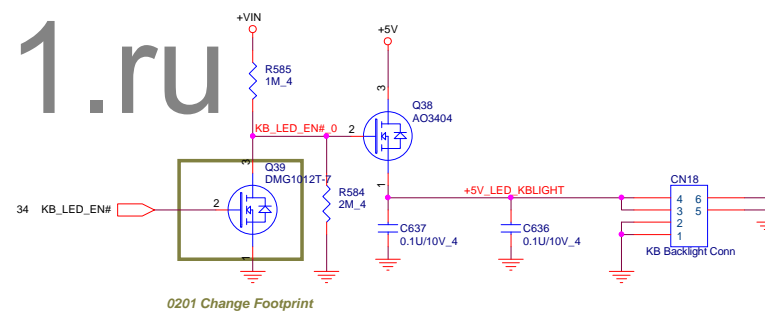 1.ru
+VIN
+5V
R585
1M_4
3
Q38
AO3404
KB_LED_EN#_0
2
3
Q39
DMG1012T-7
R584
2M_4
1
+5V_LED_KBLIGHT
CN18
34 KB_LED_EN#
2
4 6
3 5
2
1
C637
0.1U/10V_4
C636
0.1U/10V_4
KB Backlight Conn
1
0201 Change Footprint